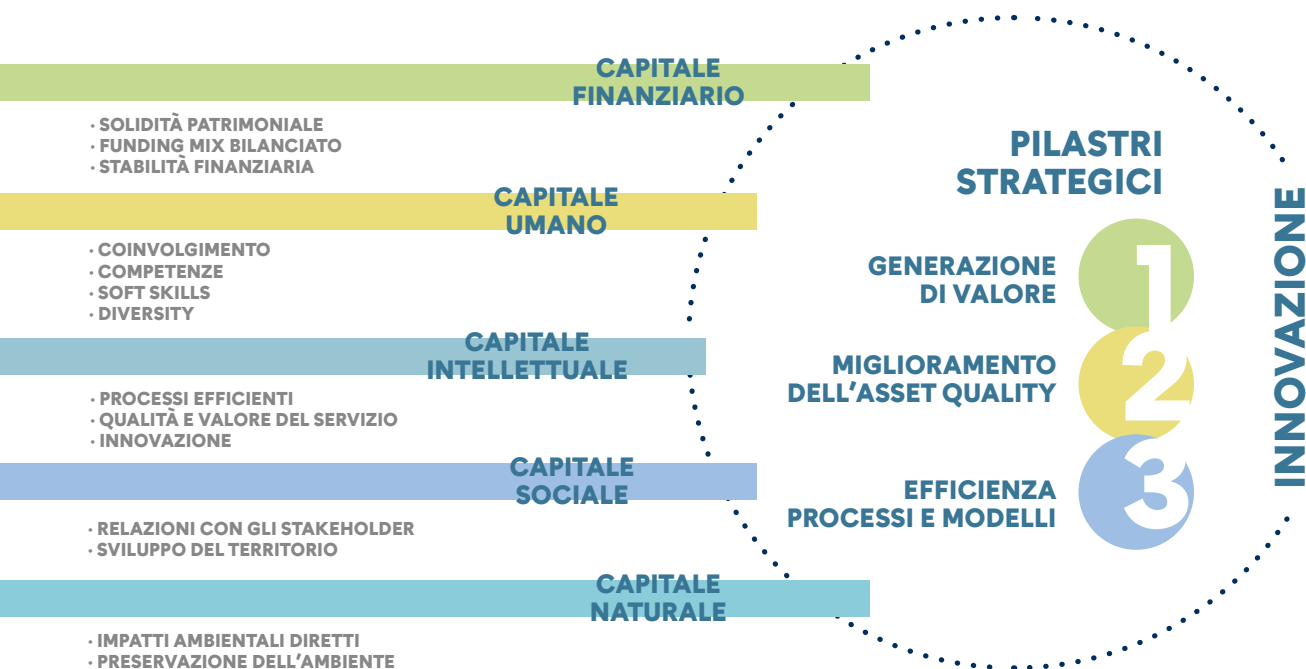 CAPITALE
FINANZIARIO
· SOLIDITÀ PATRIMONIALE
· FUNDING MIX BILANCIATO
· STABILITÀ FINANZIARIA
CAPITALE
UMANO
· COINVOLGIMENTO
· COMPETENZE
· SOFT SKILLS
· DIVERSITY
CAPITALE
INTELLETTUALE
· PROCESSI EFFICIENTI
· QUALITÀ E VALORE DEL SERVIZIO
· INNOVAZIONE
CAPITALE
SOCIALE
· RELAZIONI CON GLI STAKEHOLDER
· SVILUPPO DEL TERRITORIO
CAPITALE
NATURALE
· IMPATTI AMBIENTALI DIRETTI
· PRESERVAZIONE DELL’AMBIENTE
PILASTRI
STRATEGICI
GENERAZIONE
DI VALORE
1
MIGLIORAMENTO
DELL’ASSET QUALITY
2
EFFICIENZA
PROCESSI E MODELLI
3
INNOVAZIONE